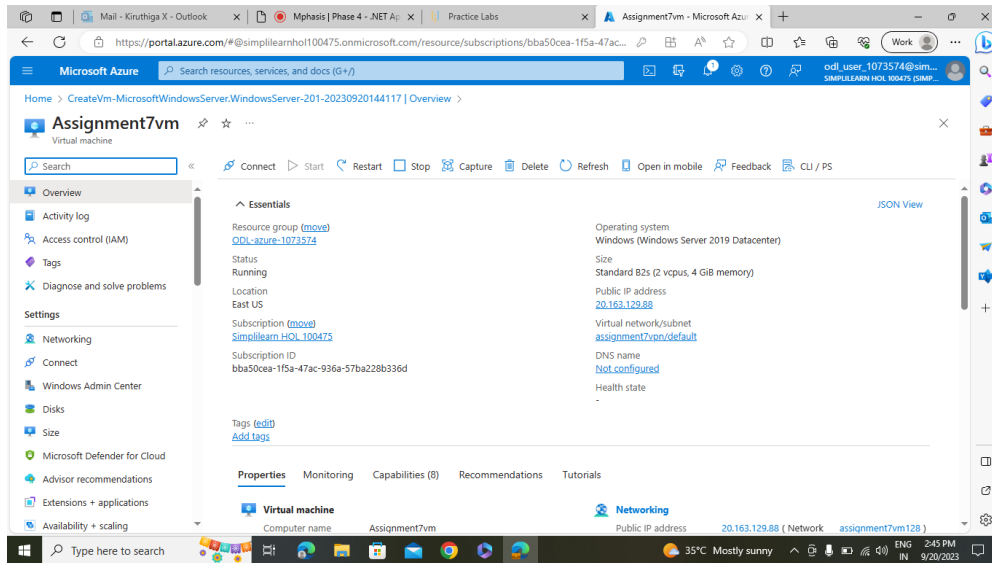 Mail - Kiruthiga X - Outlook
Mphasis | Phase 4 - .NET Ap
Practice Labs
Assignment7vm - Microsoft Azur
https://portal.azure.com/#@simplilearnhol100475.onmicrosoft.com/resource/subscriptions/bba50cea-1f5a-47ac...
Work
Microsoft Azure
Search resources, services, and docs (G+/)
1
odl_user_1073574@sim...
SIMPLILEARN HOL 100475 (SIMP...
Home > CreateVm-MicrosoftWindowsServer.WindowsServer-201-20230920144117 | Overview >
Assignment7vm
Virtual machine
Search
Connect Start Restart Stop Capture Delete Refresh Open in mobile Feedback CLI / PS
Overview
Activity log
Access control (IAM)
Tags
Diagnose and solve problems
Settings
Networking
Connect
Windows Admin Center
Disks
Size
Microsoft Defender for Cloud
Advisor recommendations
Extensions + applications
Availability + scaling
Essentials
JSON View
Resource group (move)
ODL-azure-1073574
Status
Running
Location
East US
Subscription (move)
Simplilearn HOL 100475
Subscription ID
bba50cea-1f5a-47ac-936a-57ba228b336d
Operating system
Windows (Windows Server 2019 Datacenter)
Size
Standard B2s (2 vcpus, 4 GiB memory)
Public IP address
20.163.129.88
Virtual network/subnet
assignment7vpn/default
DNS name
Not configured
Health state
-
Tags (edit)
Add tags
Properties Monitoring Capabilities (8) Recommendations Tutorials
Virtual machine
Computer name Assignment7vm
Networking
Public IP address 20.163.129.88 ( Network assignment7vm128 )
Type here to search
35°C Mostly sunny
ENG
IN
2:45 PM
9/20/2023